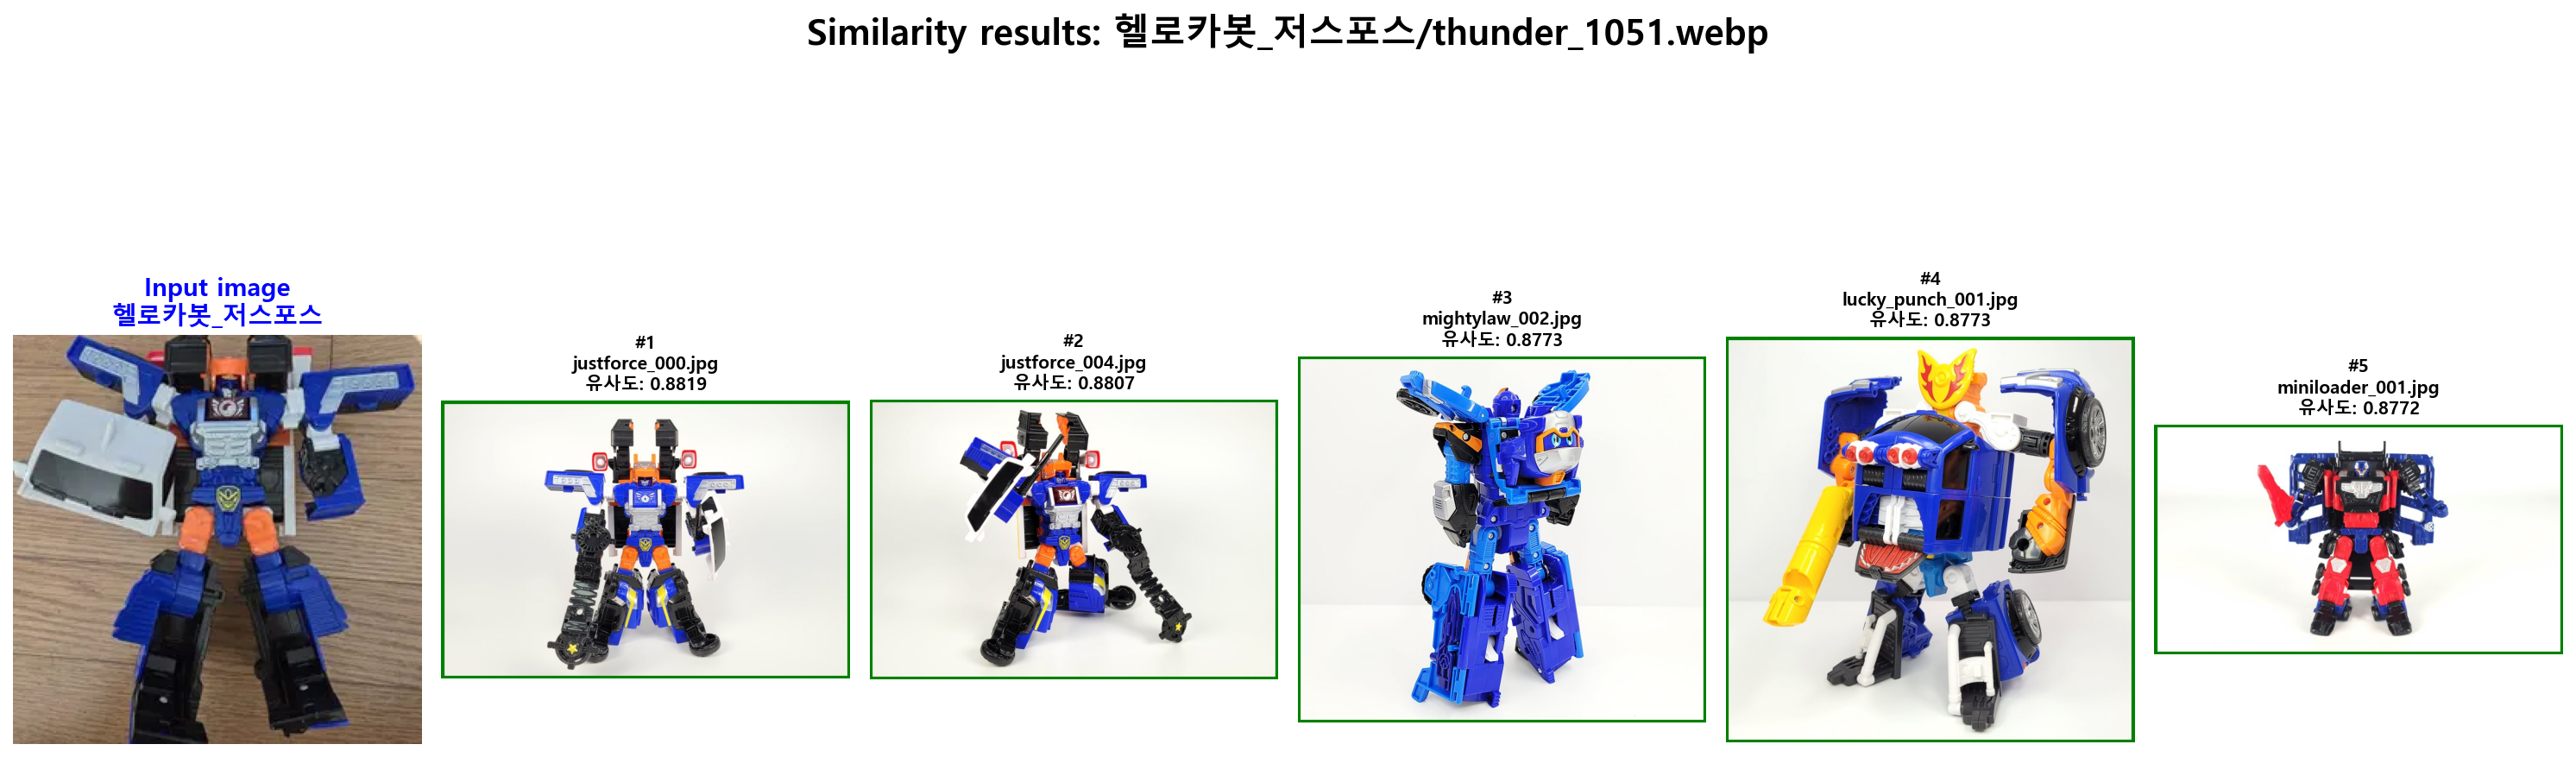 Similarity results: 헬로카봇_저스포스/thunder_1051.webp
Input image
헬로카봇_저스포스
#1
justforce_000.jpg
유사도: 0.8819
#2
justforce_004.jpg
유사도: 0.8807
#3
mightylaw_002.jpg
유사도: 0.8773
#4
lucky_punch_001.jpg
유사도: 0.8773
#5
miniloader_001.jpg
유사도: 0.8772